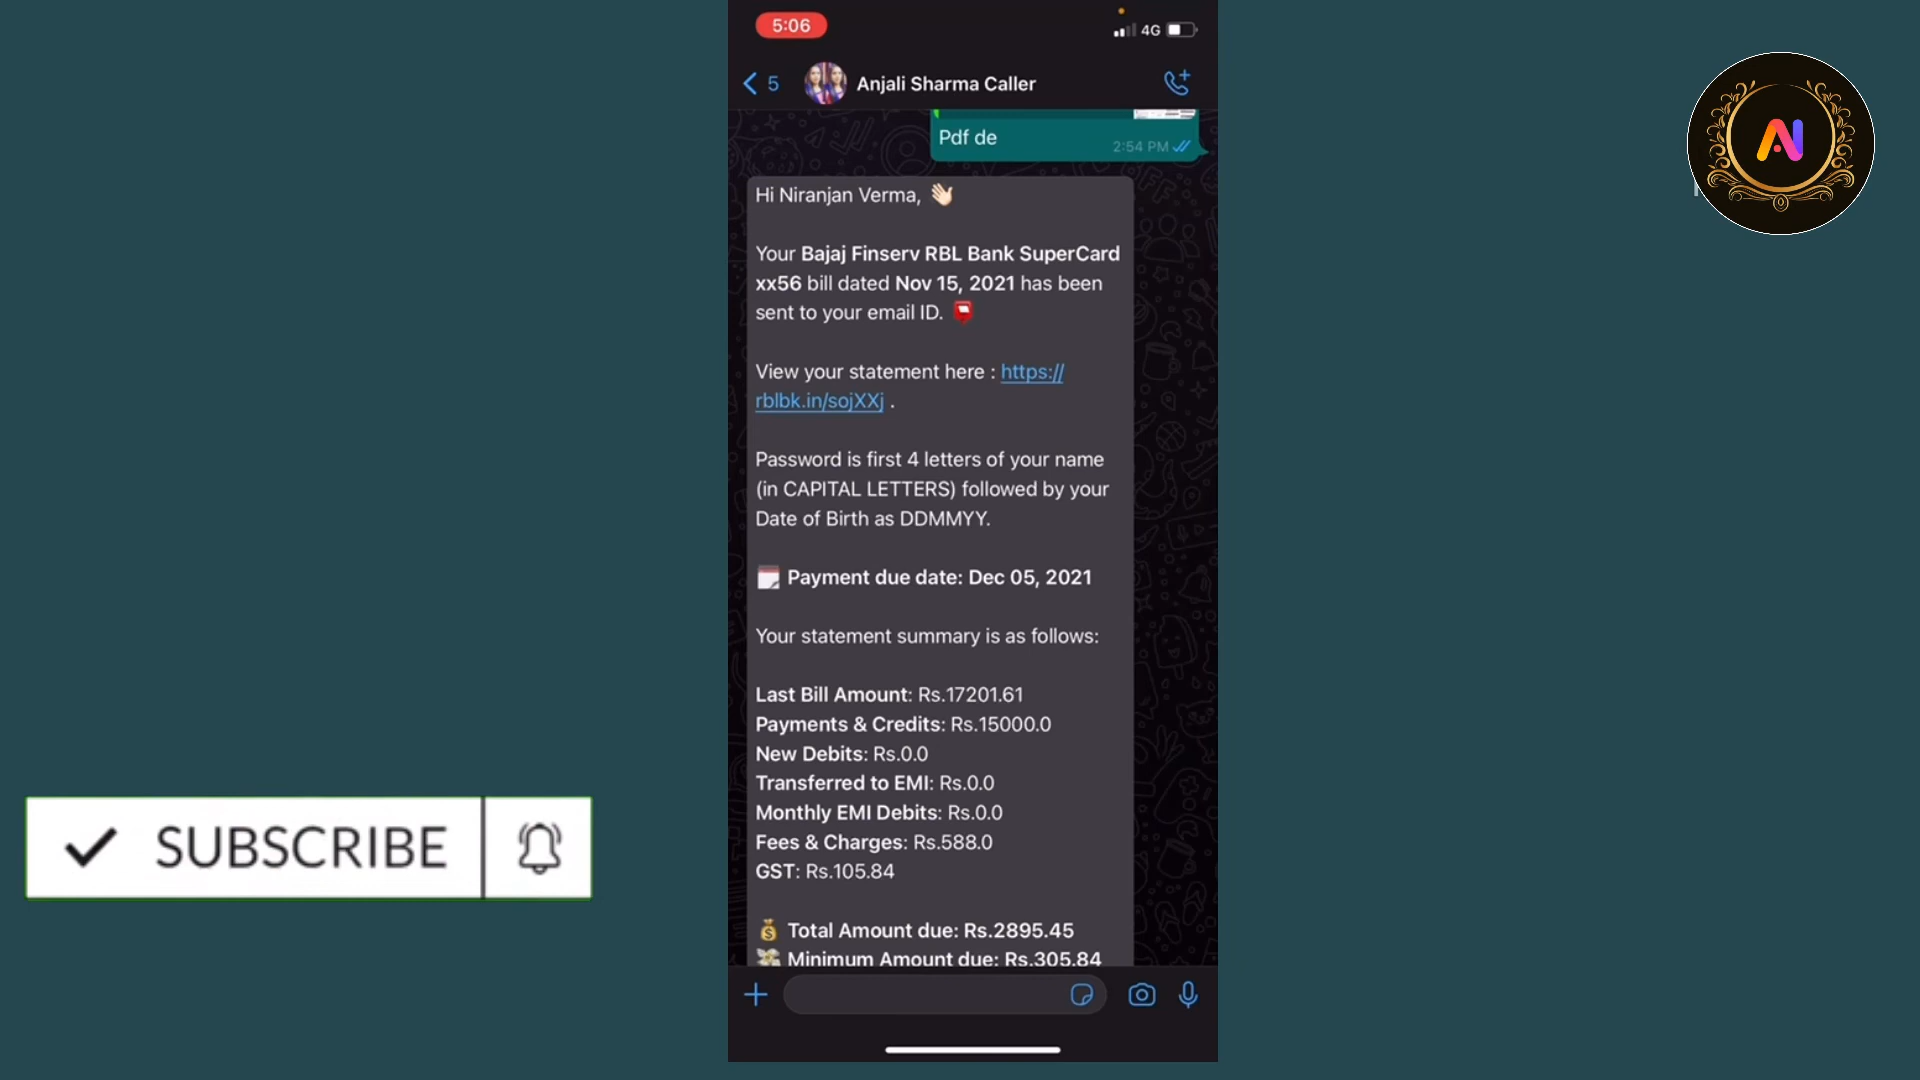 5:06
4G
5
Anjali Sharma Caller
Pdf de
2:54 PM
Hi Niranjan Verma, 👋🏻
Your Bajaj Finserv RBL Bank SuperCard
xx56 bill dated Nov 15, 2021 has been
sent to your email ID. 📮
View your statement here : https://
rblbk.in/sojXXj .
Password is first 4 letters of your name
(in CAPITAL LETTERS) followed by your
Date of Birth as DDMMYY.
🗓 Payment due date: Dec 05, 2021
Your statement summary is as follows:
Last Bill Amount: Rs.17201.61
Payments & Credits: Rs.15000.0
New Debits: Rs.0.0
Transferred to EMI: Rs.0.0
Monthly EMI Debits: Rs.0.0
Fees & Charges: Rs.588.0
GST: Rs.105.84
💰 Total Amount due: Rs.2895.45
💸 Minimum Amount due: Rs.305.84
SUBSCRIBE